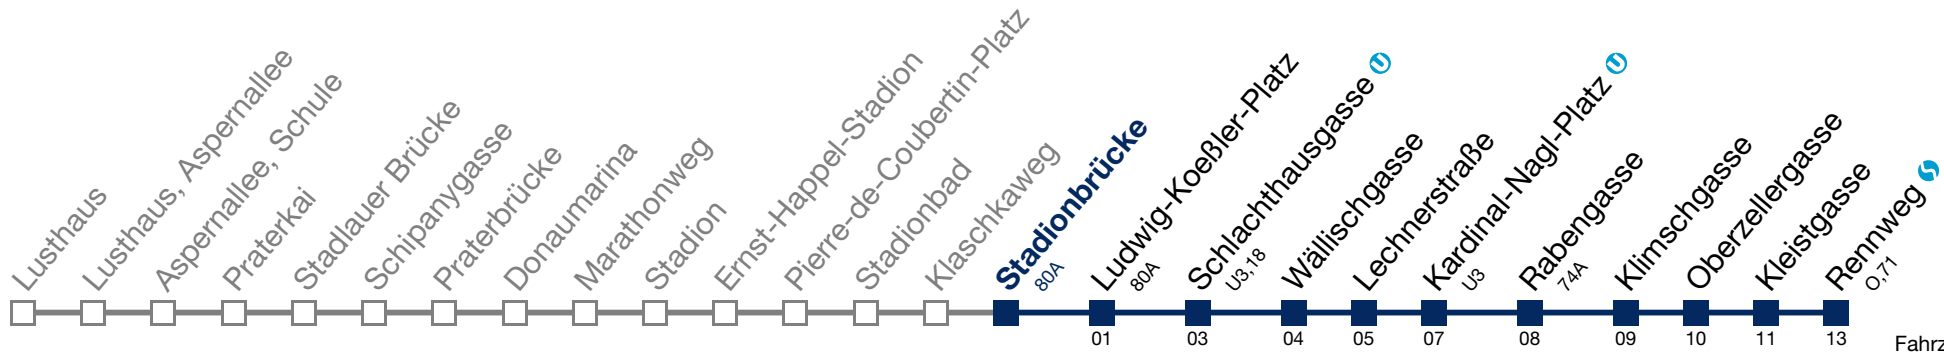 Lusthaus
Lusthaus, Aspernallee
Aspernallee, Schule
Praterkai
Stadlauer Brücke
Schipanygasse
Praterbrücke
Donaumarina
Marathonweg
Stadion
Ernst-Happel-Stadion
Pierre-de-Coubertin-Platz
Stadionbad
Klaschkaweg
Stadionbrücke
80A
Ludwig-Koeßler-Platz
80A
Schlachthausgasse U
U3,18
Wällischgasse
Lechnerstraße
Kardinal-Nagl-Platz U
U3
Rabengasse
74A
Klimschgasse
Oberzellergasse
Kleistgasse
Rennweg S
O,71
01 03 04 05 07 08 09 10 11 13
Fahrz